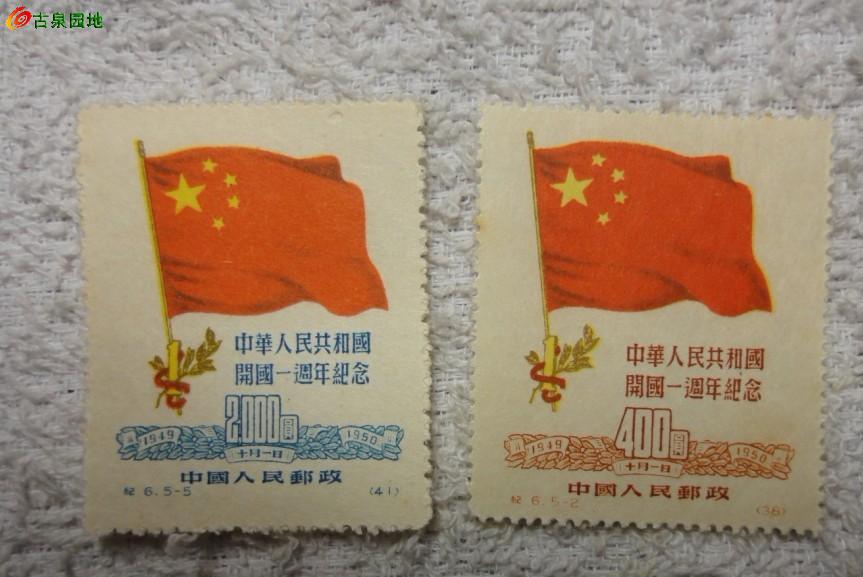 古泉园地
中華人民共和國
開國一週年紀念
2000圓
1949 1950
十月一日
中國人民郵政
紀 6.5-5 (41)
中華人民共和國
開國一週年紀念
400圓
1949 1950
十月一日
中國人民郵政
紀 6.5-2 (38)